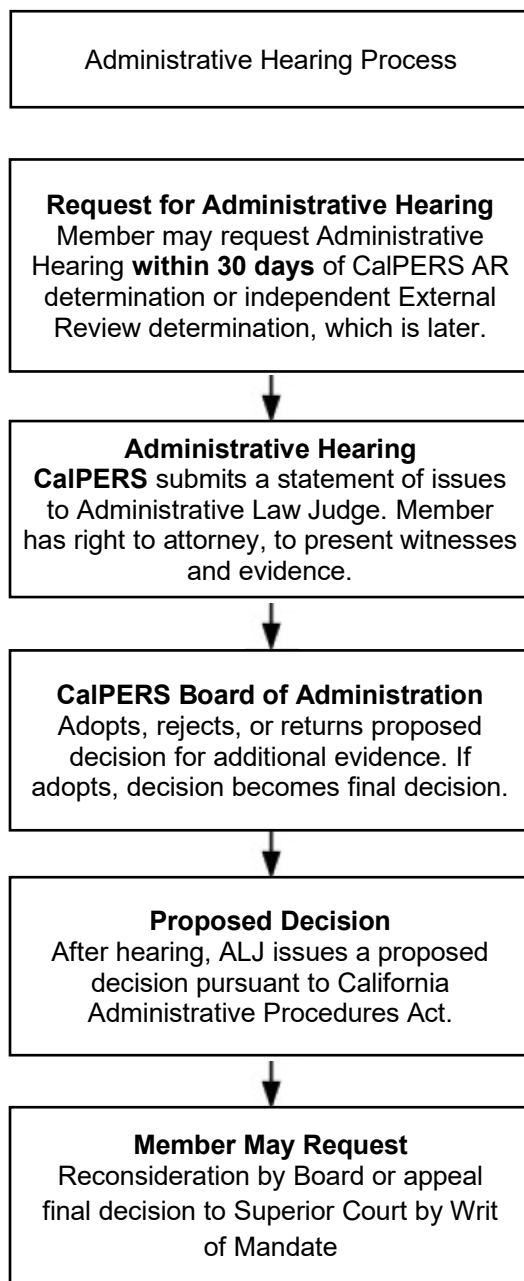 Administrative Hearing Process
Request for Administrative Hearing
Member may request Administrative
Hearing within 30 days of CalPERS AR
determination or independent External
Review determination, which is later.
Administrative Hearing
CalPERS submits a statement of issues
to Administrative Law Judge. Member
has right to attorney, to present witnesses
and evidence.
CalPERS Board of Administration
Adopts, rejects, or returns proposed
decision for additional evidence. If
adopts, decision becomes final decision.
Proposed Decision
After hearing, ALJ issues a proposed
decision pursuant to California
Administrative Procedures Act.
Member May Request
Reconsideration by Board or appeal
final decision to Superior Court by Writ
of Mandate